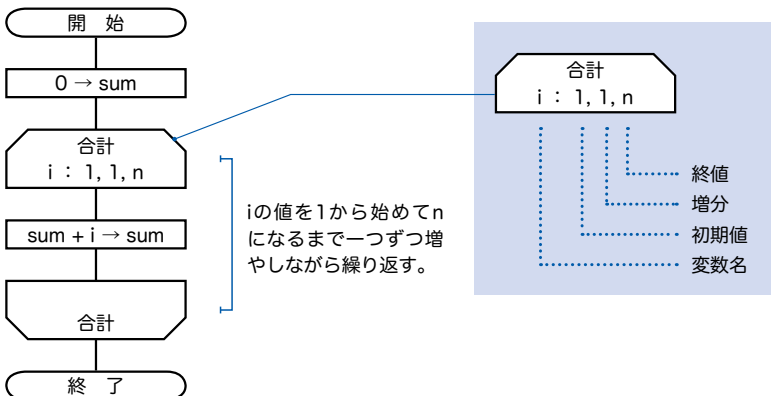 開 始
0 → sum
合計
i : 1, 1, n
sum + i → sum
合計
終 了
iの値を1から始めてn
になるまで一つずつ増
やしながら繰り返す。
合計
i : 1, 1, n
終値
増分
初期値
変数名